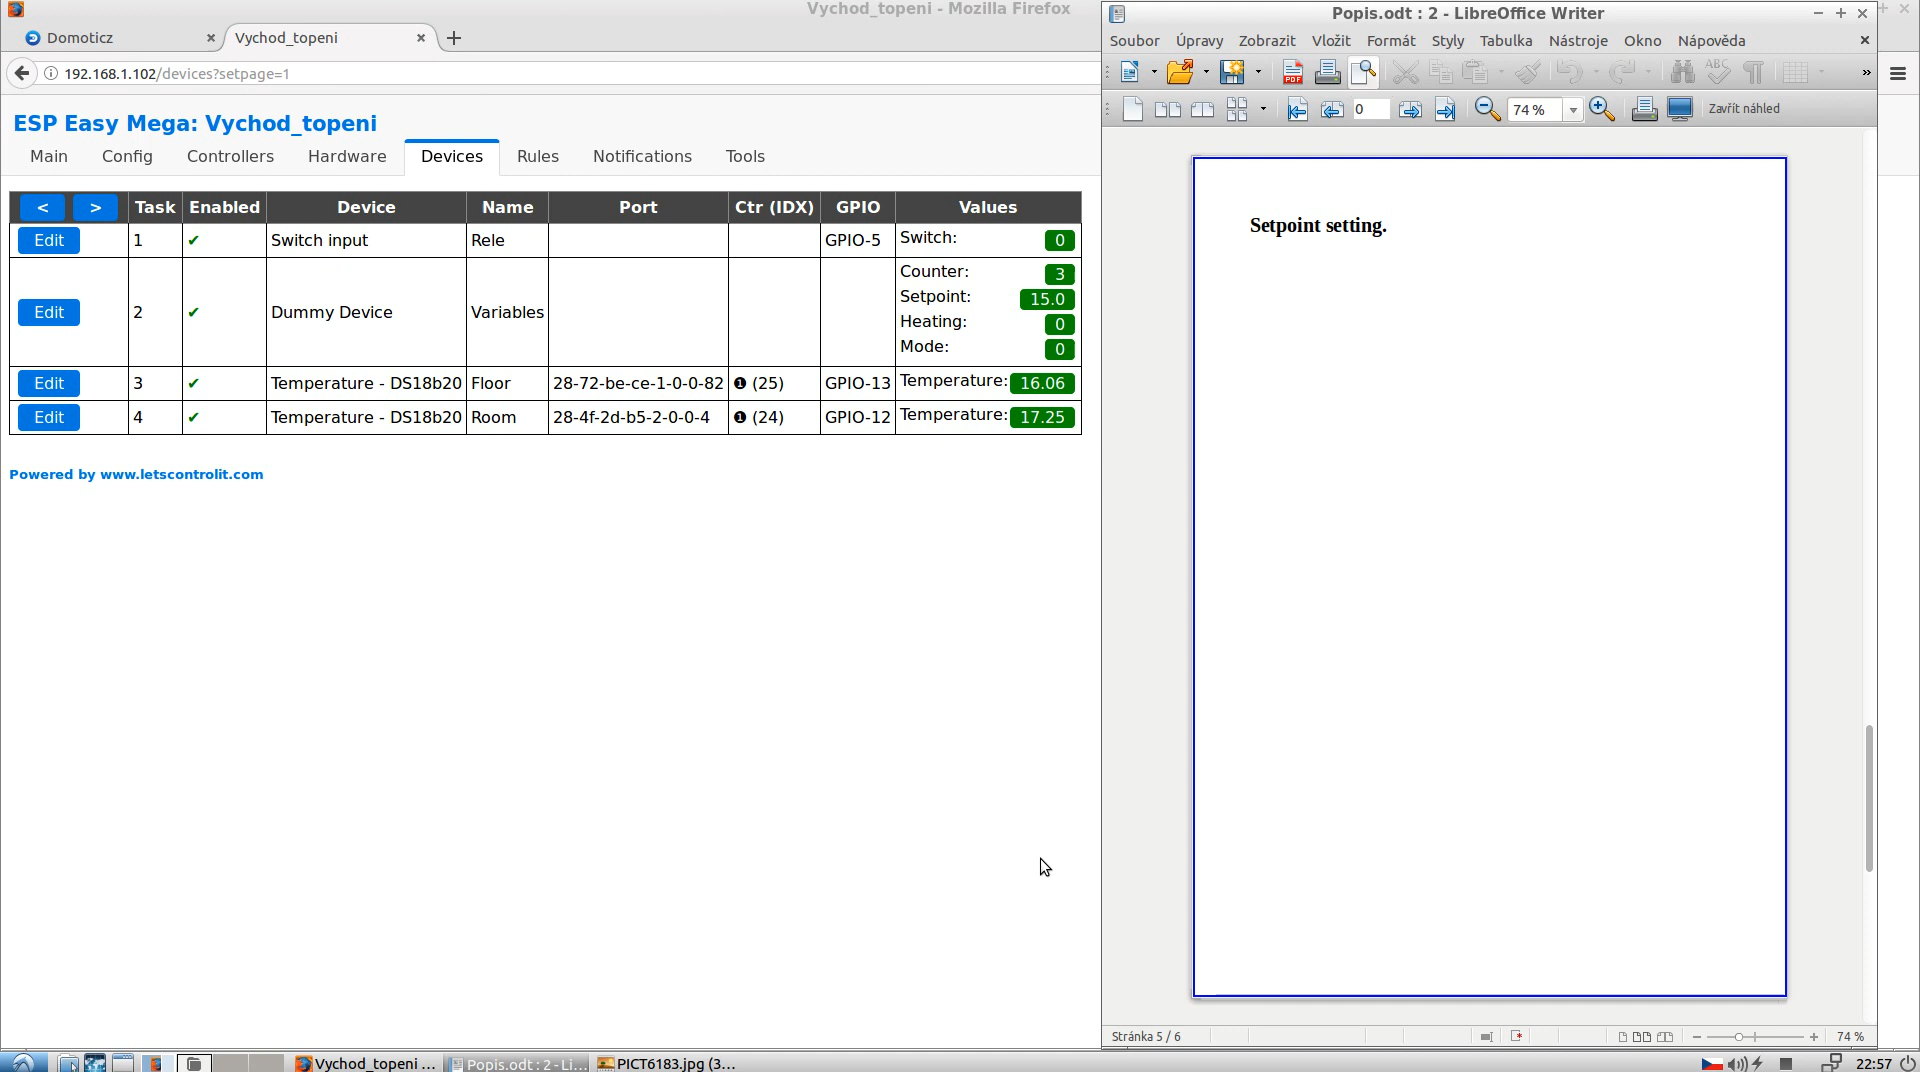 Vychod_topeni - Mozilla Firefox
Domoticz
Vychod_topeni
192.168.1.102/devices?setpage=1
ESP Easy Mega: Vychod_topeni
Main Config Controllers Hardware Devices Rules Notifications Tools
< > Task Enabled Device Name Port Ctr (IDX) GPIO Values
Edit 1 ✔ Switch input Rele GPIO-5 Switch: 0
Edit 2 ✔ Dummy Device Variables Counter: 3
Setpoint: 15.0
Heating: 0
Mode: 0
Edit 3 ✔ Temperature - DS18b20 Floor 28-72-be-ce-1-0-0-82 ❶ (25) GPIO-13 Temperature: 16.06
Edit 4 ✔ Temperature - DS18b20 Room 28-4f-2d-b5-2-0-0-4 ❶ (24) GPIO-12 Temperature: 17.25
Powered by www.letscontrolit.com
Popis.odt : 2 - LibreOffice Writer
Soubor Úpravy Zobrazit Vložit Formát Styly Tabulka Nástroje Okno Nápověda
PDF ABC »
0 74 % Zavřít náhled
Setpoint setting.
Stránka 5 / 6 74 %
Vychod_topeni ... Popis.odt : 2 - Li... PICT6183.jpg (3... 22:57